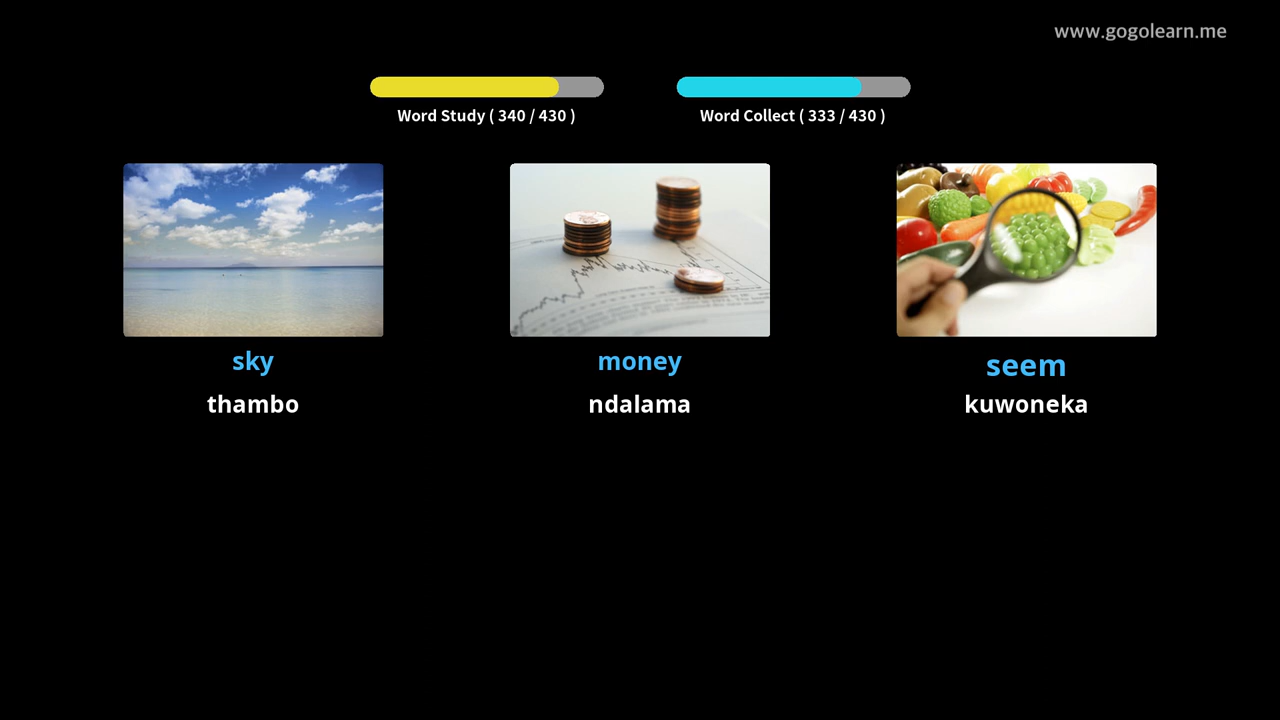 www.gogolearn.me
Word Study ( 340 / 430 )
Word Collect ( 333 / 430 )
sky
thambo
money
ndalama
seem
kuwoneka